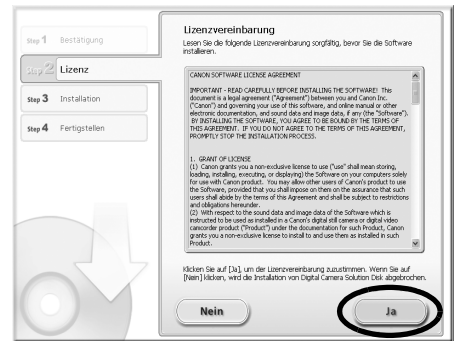 Step 1 Bestätigung
Step 2 Lizenz
Step 3 Installation
Step 4 Fertigstellen
Lizenzvereinbarung
Lesen Sie die folgende Lizenzvereinbarung sorgfältig, bevor Sie die Software
installieren.
CANON SOFTWARE LICENSE AGREEMENT
IMPORTANT - READ CAREFULLY BEFORE INSTALLING THE SOFTWARE! This
document is a legal agreement ("Agreement") between you and Canon Inc.
("Canon") and governing your use of this software, and online manual or other
electronic documentation, and sound data and image data, if any (the "Software").
BY INSTALLING THE SOFTWARE, YOU AGREE TO BE BOUND BY THE TERMS OF
THIS AGREEMENT. IF YOU DO NOT AGREE TO THE TERMS OF THIS AGREEMENT,
PROMPTLY STOP THE INSTALLATION PROCESS.
1. GRANT OF LICENSE
(1) Canon grants you a non-exclusive license to use ("use" shall mean storing,
loading, installing, executing, or displaying) the Software on your computers solely
for use with Canon product. You may allow other users of Canon's product to use
the Software, provided that you shall impose on them on the assurance that such
users shall abide by the terms of this Agreement and shall be subject to restrictions
and obligations hereunder.
(2) With respect to the sound data and image data of the Software which is
instructed to be used as installed in a Canon's digital still camera or digital video
camcorder product ("Product") under the documentation for such Product, Canon
grants you a non-exclusive license to install and to use them as installed in such
Product.
Klicken Sie auf [Ja], um der Lizenzvereinbarung zuzustimmen. Wenn Sie auf
[Nein] klicken, wird die Installation von Digital Camera Solution Disk abgebrochen.
Nein
Ja